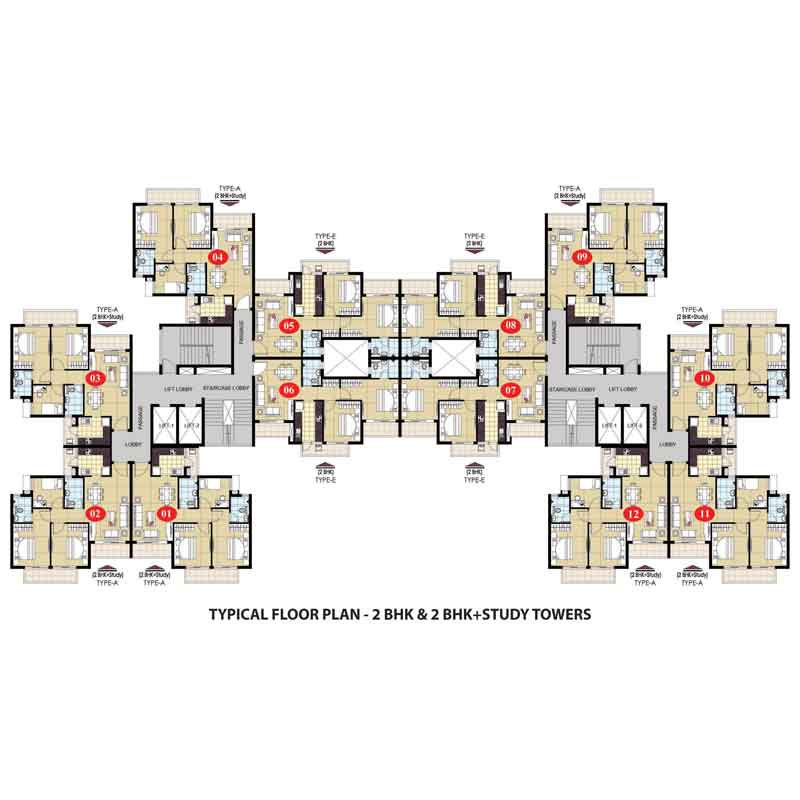 TYPE-A
(2 BHK+Study)
TYPE-A
(2 BHK+Study)
04
09
TYPE-E
(2 BHK)
TYPE-E
(2 BHK)
TYPE-A
(2 BHK+Study)
TYPE-A
(2 BHK+Study)
05
08
PASSAGE
PASSAGE
03
10
LIFT LOBBY
STAIRCASE LOBBY
06
07
STAIRCASE LOBBY
LIFT LOBBY
PASSAGE
LIFT-1
LIFT-2
LIFT-1
LIFT-2
PASSAGE
LOBBY
LOBBY
(2 BHK)
TYPE-E
(2 BHK)
TYPE-E
02
01
12
11
(2 BHK+Study)
TYPE-A
(2 BHK+Study)
TYPE-A
(2 BHK+Study)
TYPE-A
(2 BHK+Study)
TYPE-A
TYPICAL FLOOR PLAN - 2 BHK & 2 BHK+STUDY TOWERS